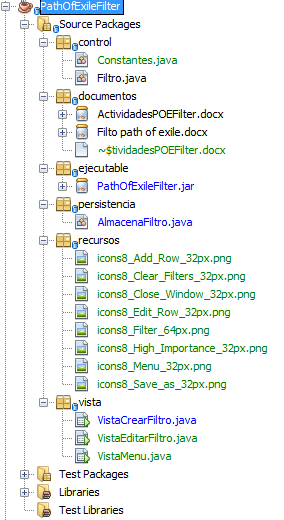 PathOfExileFilter
Source Packages
control
Constantes.java
Filtro.java
documentos
ActividadesPOEFilter.docx
Filto path of exile.docx
~$tividadesPOEFilter.docx
ejecutable
PathOfExileFilter.jar
persistencia
AlmacenaFiltro.java
recursos
icons8_Add_Row_32px.png
icons8_Clear_Filters_32px.png
icons8_Close_Window_32px.png
icons8_Edit_Row_32px.png
icons8_Filter_64px.png
icons8_High_Importance_32px.png
icons8_Menu_32px.png
icons8_Save_as_32px.png
vista
VistaCrearFiltro.java
VistaEditarFiltro.java
VistaMenu.java
Test Packages
Libraries
Test Libraries